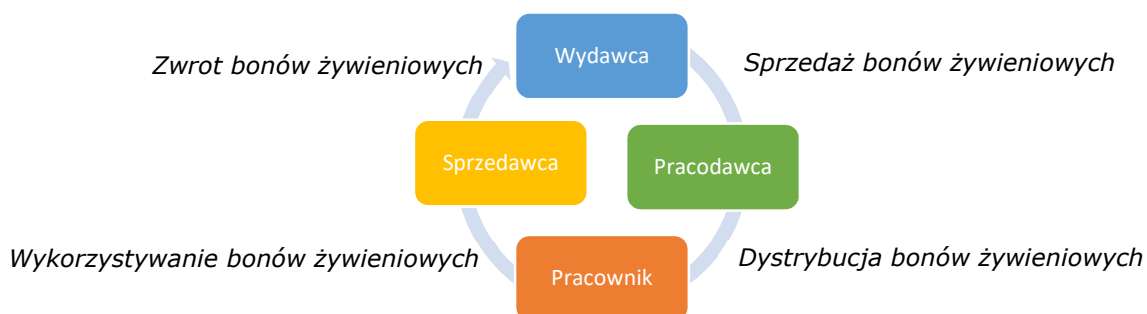 Wydawca
Zwrot bonów żywieniowych
Sprzedaż bonów żywieniowych
Sprzedawca
Pracodawca
Wykorzystywanie bonów żywieniowych
Dystrybucja bonów żywieniowych
Pracownik